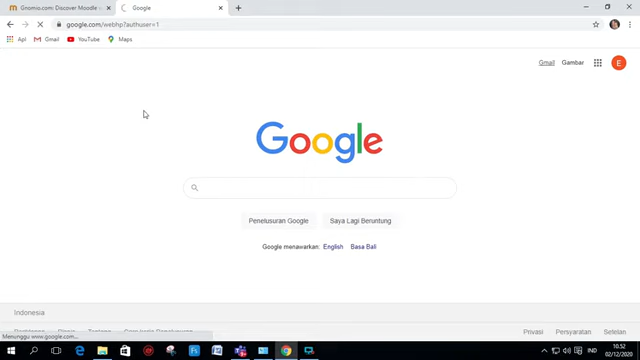 Gnomio.com: Discover Moodle
Google
google.com/webhp?authuser=1
Apl Gmail YouTube Maps
Gmail Gambar E
Google
Penelusuran Google Saya Lagi Beruntung
Google menawarkan: English Basa Bali
Indonesia
Privasi Persyaratan Setelan
Menunggu www.google.com...
IND
10.52
02/12/2020